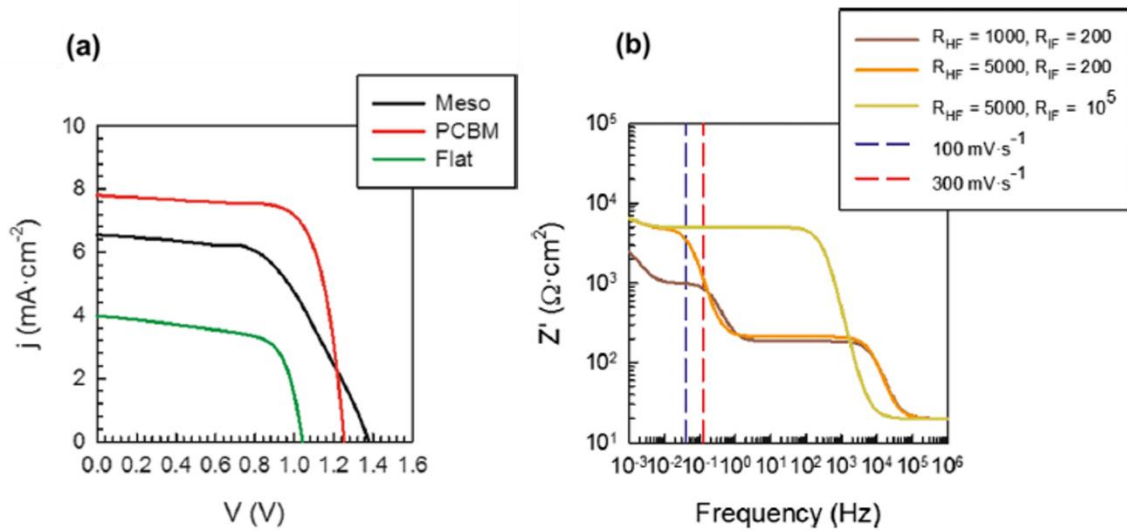 (a)
Meso
PCBM
Flat
10
8
6
4
2
0
j (mA·cm⁻²)
0.0 0.2 0.4 0.6 0.8 1.0 1.2 1.4 1.6
V (V)
(b)
R_HF = 1000, R_IF = 200
R_HF = 5000, R_IF = 200
R_HF = 5000, R_IF = 10⁵
100 mV·s⁻¹
300 mV·s⁻¹
10⁵
10⁴
10³
10²
10¹
Z' (Ω·cm²)
10⁻³ 10⁻² 10⁻¹ 10⁰ 10¹ 10² 10³ 10⁴ 10⁵ 10⁶
Frequency (Hz)